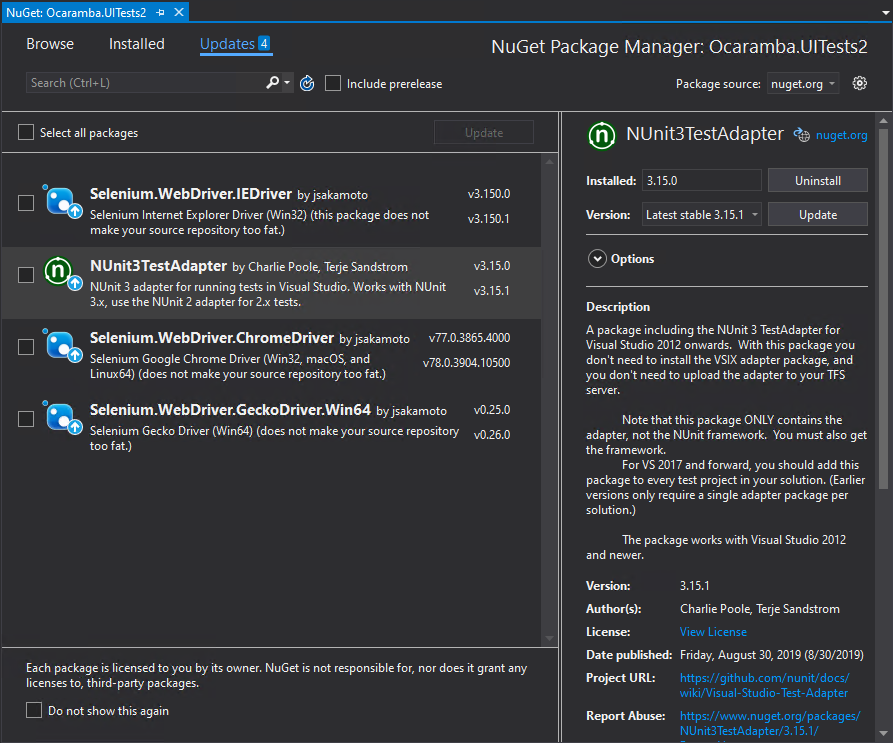 NuGet: Ocaramba.UITests2
Browse Installed Updates 4
NuGet Package Manager: Ocaramba.UITests2
Search (Ctrl+L)
Include prerelease
Package source: nuget.org
Select all packages
Update
Selenium.WebDriver.IEDriver by jsakamoto
v3.150.0
Selenium Internet Explorer Driver (Win32) (this package does not
make your source repository too fat.)
v3.150.1
NUnit3TestAdapter by Charlie Poole, Terje Sandstrom
v3.15.0
NUnit 3 adapter for running tests in Visual Studio. Works with NUnit
3.x, use the NUnit 2 adapter for 2.x tests.
v3.15.1
Selenium.WebDriver.ChromeDriver by jsakamoto
v77.0.3865.4000
Selenium Google Chrome Driver (Win32, macOS, and
Linux64) (does not make your source repository too fat.)
v78.0.3904.10500
Selenium.WebDriver.GeckoDriver.Win64 by jsakamoto
v0.25.0
Selenium Gecko Driver (Win64) (does not make your source repository
too fat.)
v0.26.0
Each package is licensed to you by its owner. NuGet is not responsible for, nor does it grant any
licenses to, third-party packages.
Do not show this again
n NUnit3TestAdapter nuget.org
Installed: 3.15.0 Uninstall
Version: Latest stable 3.15.1 Update
Options
Description
A package including the NUnit 3 TestAdapter for
Visual Studio 2012 onwards. With this package you
don't need to install the VSIX adapter package, and
you don't need to upload the adapter to your TFS
server.
Note that this package ONLY contains the
adapter, not the NUnit framework. You must also get
the framework.
For VS 2017 and forward, you should add this
package to every test project in your solution. (Earlier
versions only require a single adapter package per
solution.)
The package works with Visual Studio 2012
and newer.
Version: 3.15.1
Author(s): Charlie Poole, Terje Sandstrom
License: View License
Date published: Friday, August 30, 2019 (8/30/2019)
Project URL: https://github.com/nunit/docs/
wiki/Visual-Studio-Test-Adapter
Report Abuse: https://www.nuget.org/packages/
NUnit3TestAdapter/3.15.1/